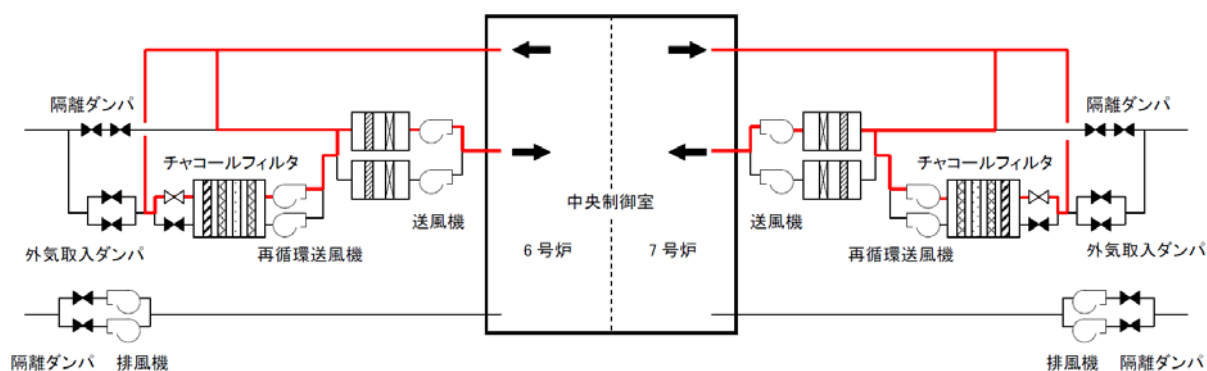 隔離ダンパ
隔離ダンパ
チャコールフィルタ
チャコールフィルタ
中央制御室
送風機
送風機
外気取入ダンパ
再循環送風機
6号炉
7号炉
再循環送風機
外気取入ダンパ
隔離ダンパ
排風機
排風機
隔離ダンパ